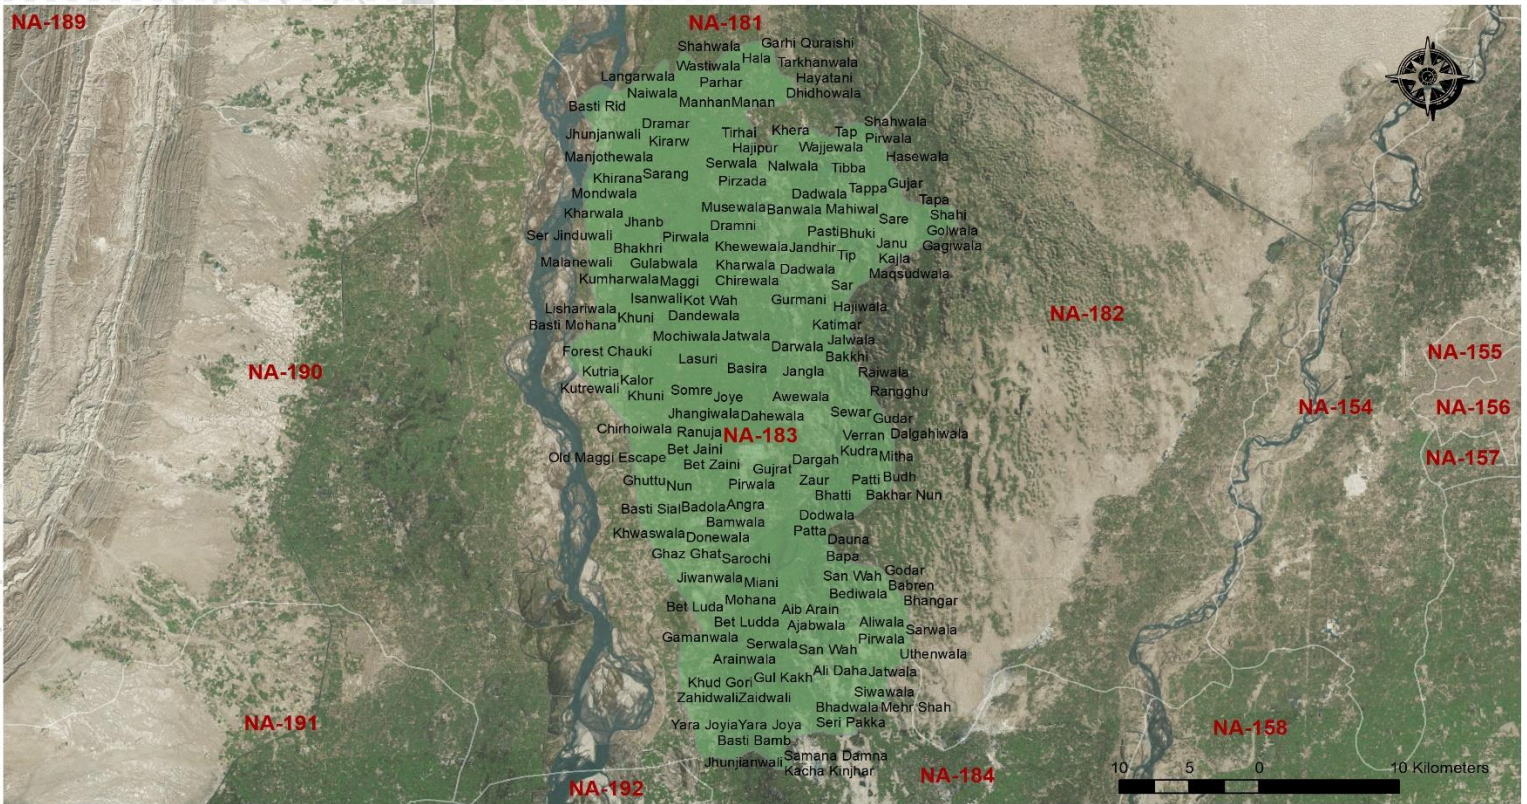 NA-189
NA-181
Shahwala
Garhi Quraishi
Wastiwala
Hala
Tarkhanwala
Langarwala
Parhar
Hayatani
Naiwala
Dhidhowala
Basti Rid
Manhan
Manan
Dramar
Shahwala
Jhunjanwali
Tirhai
Khera
Tap
Kirarw
Pirwala
Hajipur
Wajjewala
Manjothewala
Hasewala
Serwala
Nalwala
Tibba
Khirana
Sarang
Pirzada
Mondwala
Dadwala
Tappa
Gujar
Tapa
Kharwala
Musewala
Banwala
Mahiwal
Shahi
Jhanb
Dramni
Sare
Ser Jinduwali
Pirwala
Pasti
Bhuki
Golwala
Bhakhri
Khewewala
Jandhir
Janu
Gagiwala
Malanewali
Gulabwala
Kharwala
Dadwala
Tip
Kajla
Kumharwala
Maggi
Chirewala
Maqsudwala
Sar
Isanwali
Kot Wah
Gurmani
Lishariwala
Hajiwala
NA-182
Khuni
Dandewala
Basti Mohana
Katimar
Mochiwala
Jatwala
Darwala
Jalwala
Forest Chauki
Lasuri
Bakkhi
NA-155
NA-190
Kutria
Basira
Jangla
Raiwala
Kalor
Kutrewali
Khuni
Somre
Joye
Awewala
Rangghu
NA-154
NA-156
Jhangiwala
Dahewala
Sewar
Gudar
Chirhoiwala
Ranuja
NA-183
Verran
Dalgahiwala
Bet Jaini
Kudra
Old Maggi Escape
Bet Zaini
Dargah
Mitha
NA-157
Gujrat
Ghuttu
Nun
Pirwala
Zaur
Patti
Budh
Bhatti
Bakhar Nun
Basti Sial
Badola
Angra
Bamwala
Dodwala
Khwaswala
Donewala
Patta
Dauna
Ghaz Ghat
Sarochi
Bapa
Jiwanwala
Miani
San Wah
Godar
Babren
Bediwala
Bet Luda
Mohana
Aib Arain
Bhangar
Bet Ludda
Ajabwala
Aliwala
Sarwala
Gamanwala
Serwala
San Wah
Pirwala
Arainwala
Uthenwala
Khud Gori
Gul Kakh
Ali Daha
Jatwala
Zahidwali
Zaidwali
Siwawala
Bhadwala
Mehr Shah
NA-191
Yara Joyia
Yara Joya
Seri Pakka
NA-158
Basti Bamb
Jhunjianwali
Samana Damna
Kacha Kinjhar
NA-192
NA-184
10 5 0 10 Kilometers